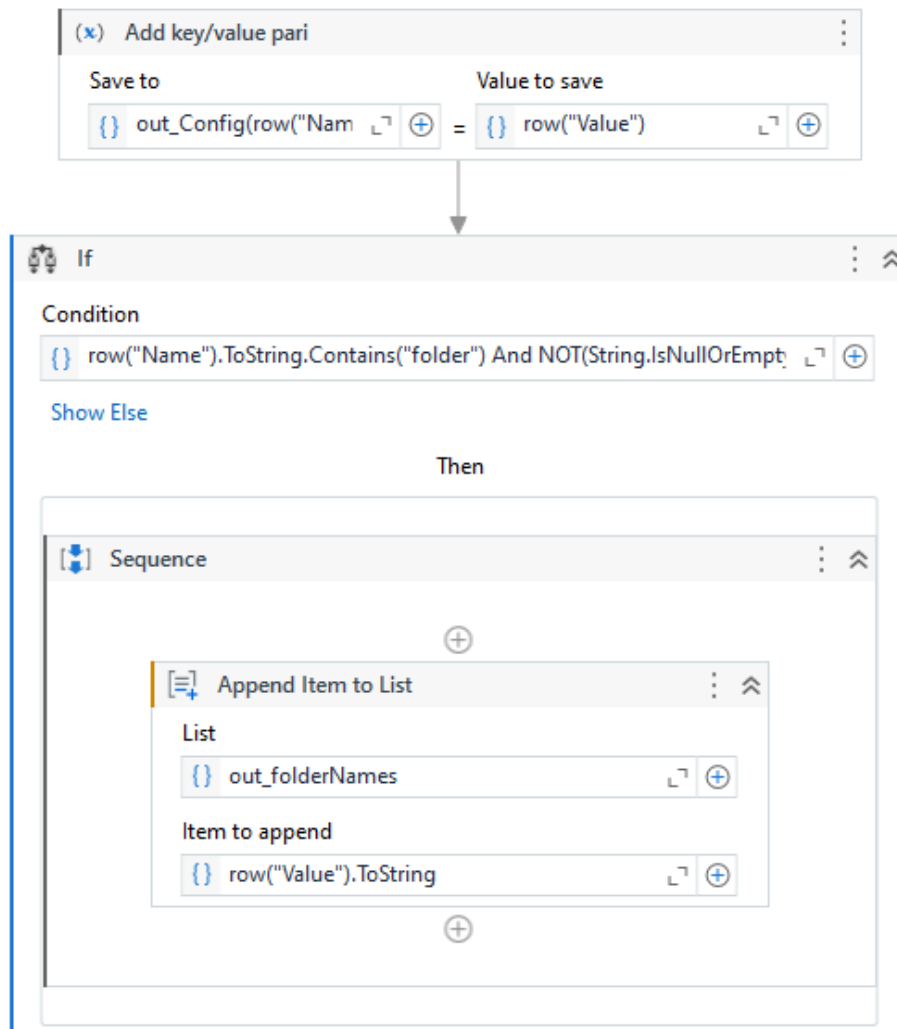 (x) Add key/value pari
Save to Value to save
{} out_Config(row("Nam = {} row("Value")
If
Condition
{} row("Name").ToString.Contains("folder") And NOT(String.IsNullOrEmpt
Show Else
Then
Sequence
Append Item to List
List
{} out_folderNames
Item to append
{} row("Value").ToString